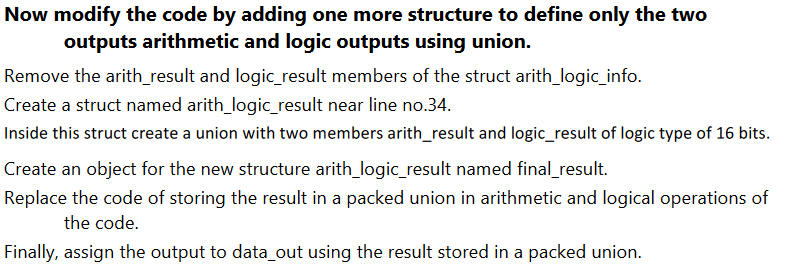 Now modify the code by adding one more structure to define only the two
outputs arithmetic and logic outputs using union.
Remove the arith_result and logic_result members of the struct arith_logic_info.
Create a struct named arith_logic_result near line no.34.
Inside this struct create a union with two members arith_result and logic_result of logic type of 16 bits.
Create an object for the new structure arith_logic_result named final_result.
Replace the code of storing the result in a packed union in arithmetic and logical operations of
the code.
Finally, assign the output to data_out using the result stored in a packed union.